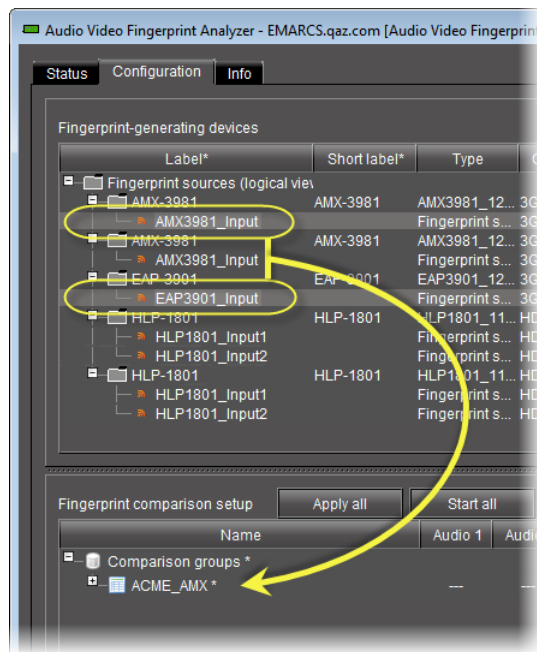 Audio Video Fingerprint Analyzer - EMARCS.qaz.com [Audio Video Fingerprint
Status Configuration Info
Fingerprint-generating devices
Label* Short label* Type
Fingerprint sources (logical view
AMX-3981 AMX-3981 AMX3981_12... 3G
AMX3981_Input Fingerprint s... 3G
AMX-3981 AMX-3981 AMX3981_12... 3G
AMX3981_Input Fingerprint s... 3G
EAP-3901 EAP-3901 EAP3901_12... 3G
EAP3901_Input Fingerprint s... 3G
HLP-1801 HLP-1801 HLP1801_11... HD
HLP1801_Input1 Fingerprint s... HD
HLP1801_Input2 Fingerprint s... HD
HLP-1801 HLP-1801 HLP1801_11... HD
HLP1801_Input1 Fingerprint s... HD
HLP1801_Input2 Fingerprint s... HD
Fingerprint comparison setup Apply all Start all
Name Audio 1 Audi
Comparison groups *
ACME_AMX * --- ---